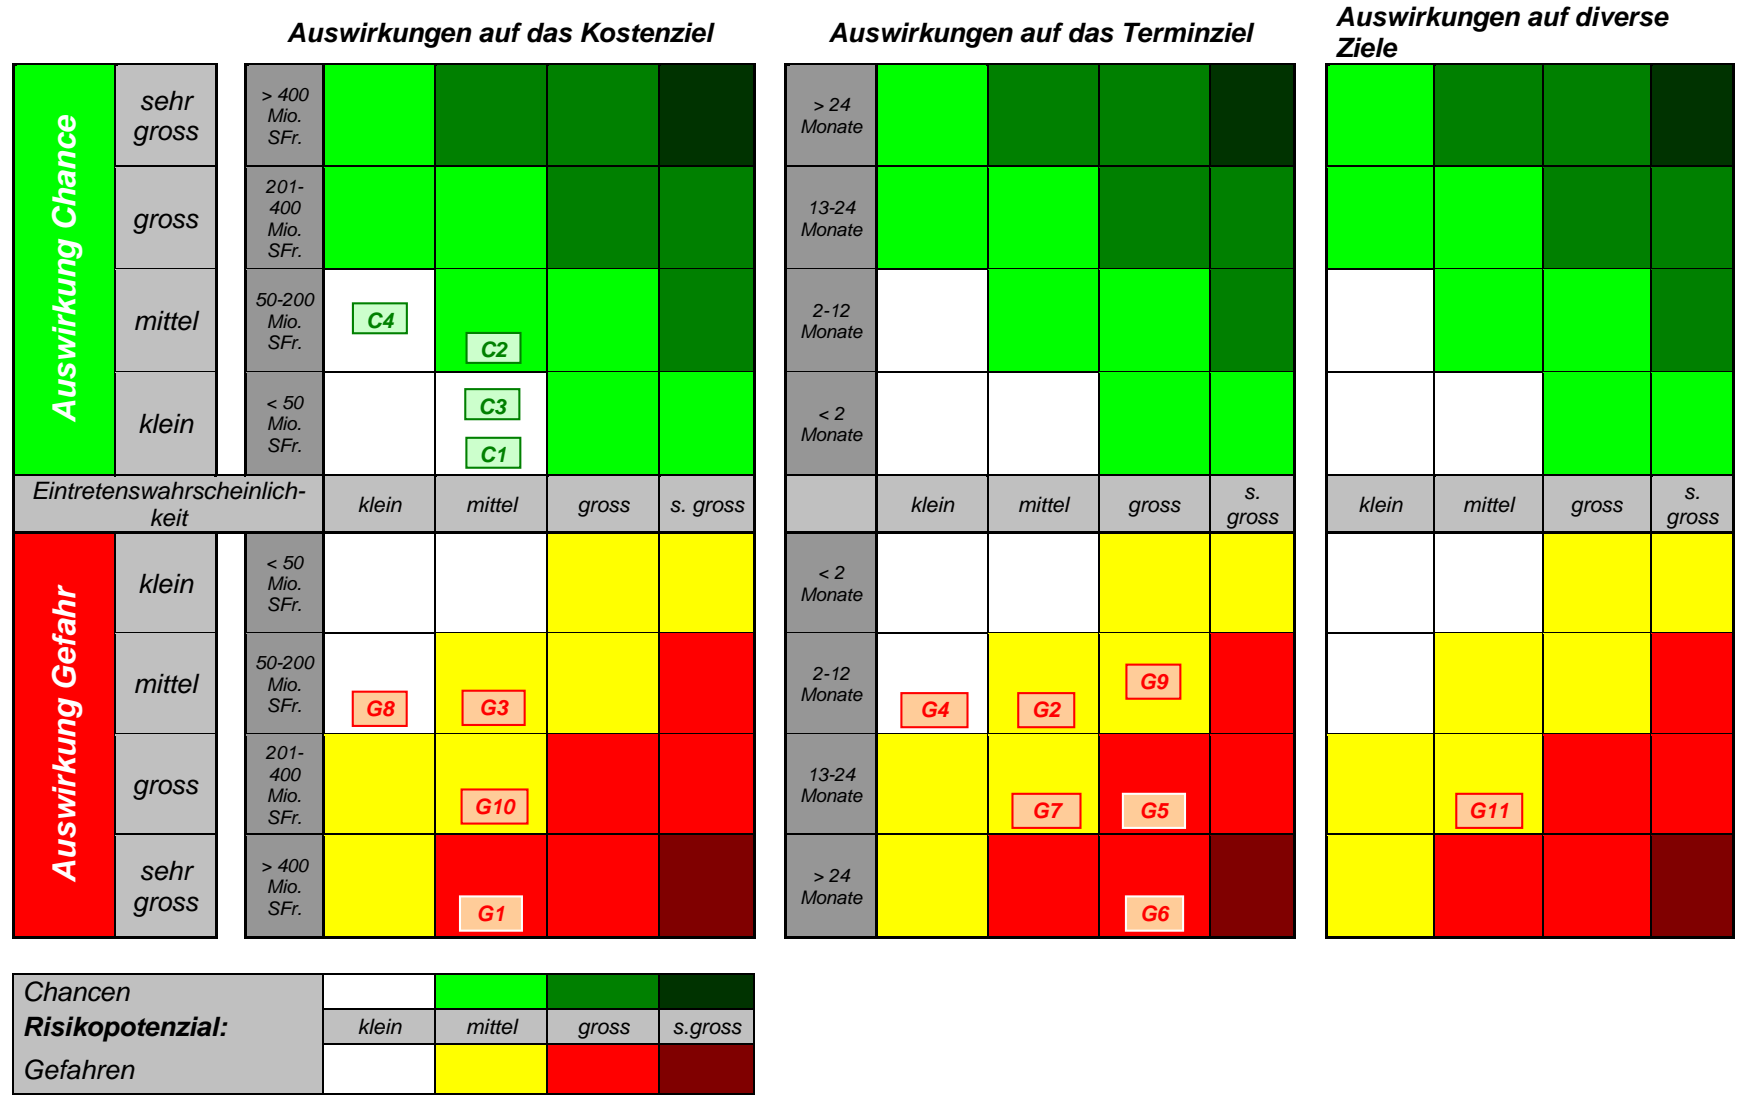 Auswirkungen auf das Kostenziel
Auswirkungen auf das Terminziel
Auswirkungen auf diverse
Ziele
Auswirkung Chance
sehr
gross
> 400
Mio.
SFr.
> 24
Monate
gross
201-
400
Mio.
SFr.
13-24
Monate
mittel
50-200
Mio.
SFr.
C4
C2
2-12
Monate
klein
< 50
Mio.
SFr.
C3
C1
< 2
Monate
Eintretenswahrscheinlich-
keit
klein
mittel
gross
s. gross
klein
mittel
gross
s.
gross
klein
mittel
gross
s.
gross
Auswirkung Gefahr
klein
< 50
Mio.
SFr.
< 2
Monate
mittel
50-200
Mio.
SFr.
G8
G3
2-12
Monate
G4
G2
G9
gross
201-
400
Mio.
SFr.
G10
13-24
Monate
G7
G5
G11
sehr
gross
> 400
Mio.
SFr.
G1
> 24
Monate
G6
Chancen
Risikopotenzial:
klein
mittel
gross
s.gross
Gefahren